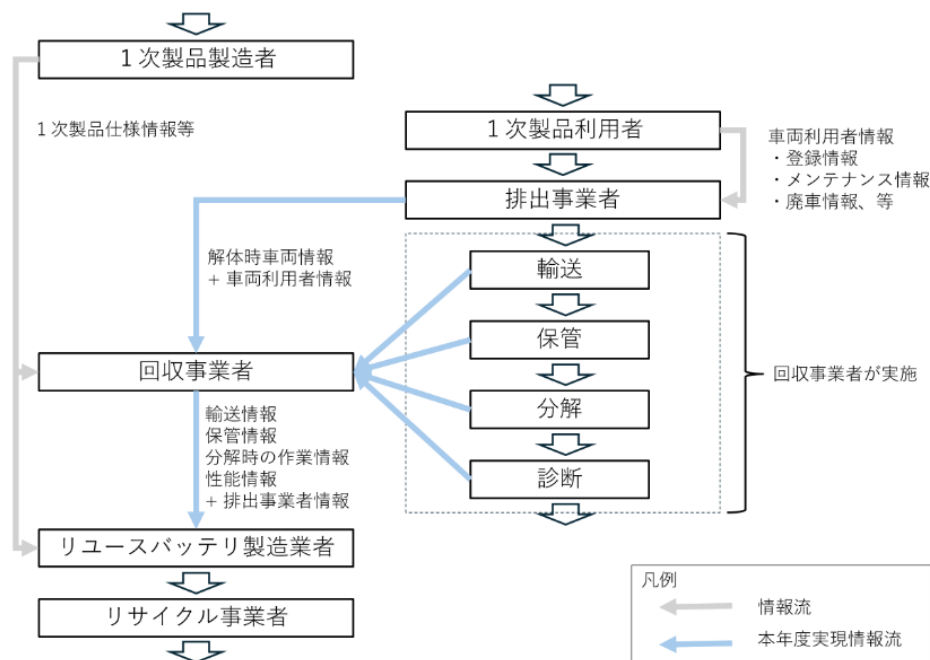 １次製品製造者
１次製品仕様情報等
１次製品利用者
車両利用者情報
・登録情報
・メンテナンス情報
・廃車情報、等
排出事業者
解体時車両情報
+ 車両利用者情報
輸送
保管
分解
診断
回収事業者が実施
回収事業者
輸送情報
保管情報
分解時の作業情報
性能情報
+ 排出事業者情報
リユースバッテリ製造業者
リサイクル事業者
凡例
情報流
本年度実現情報流